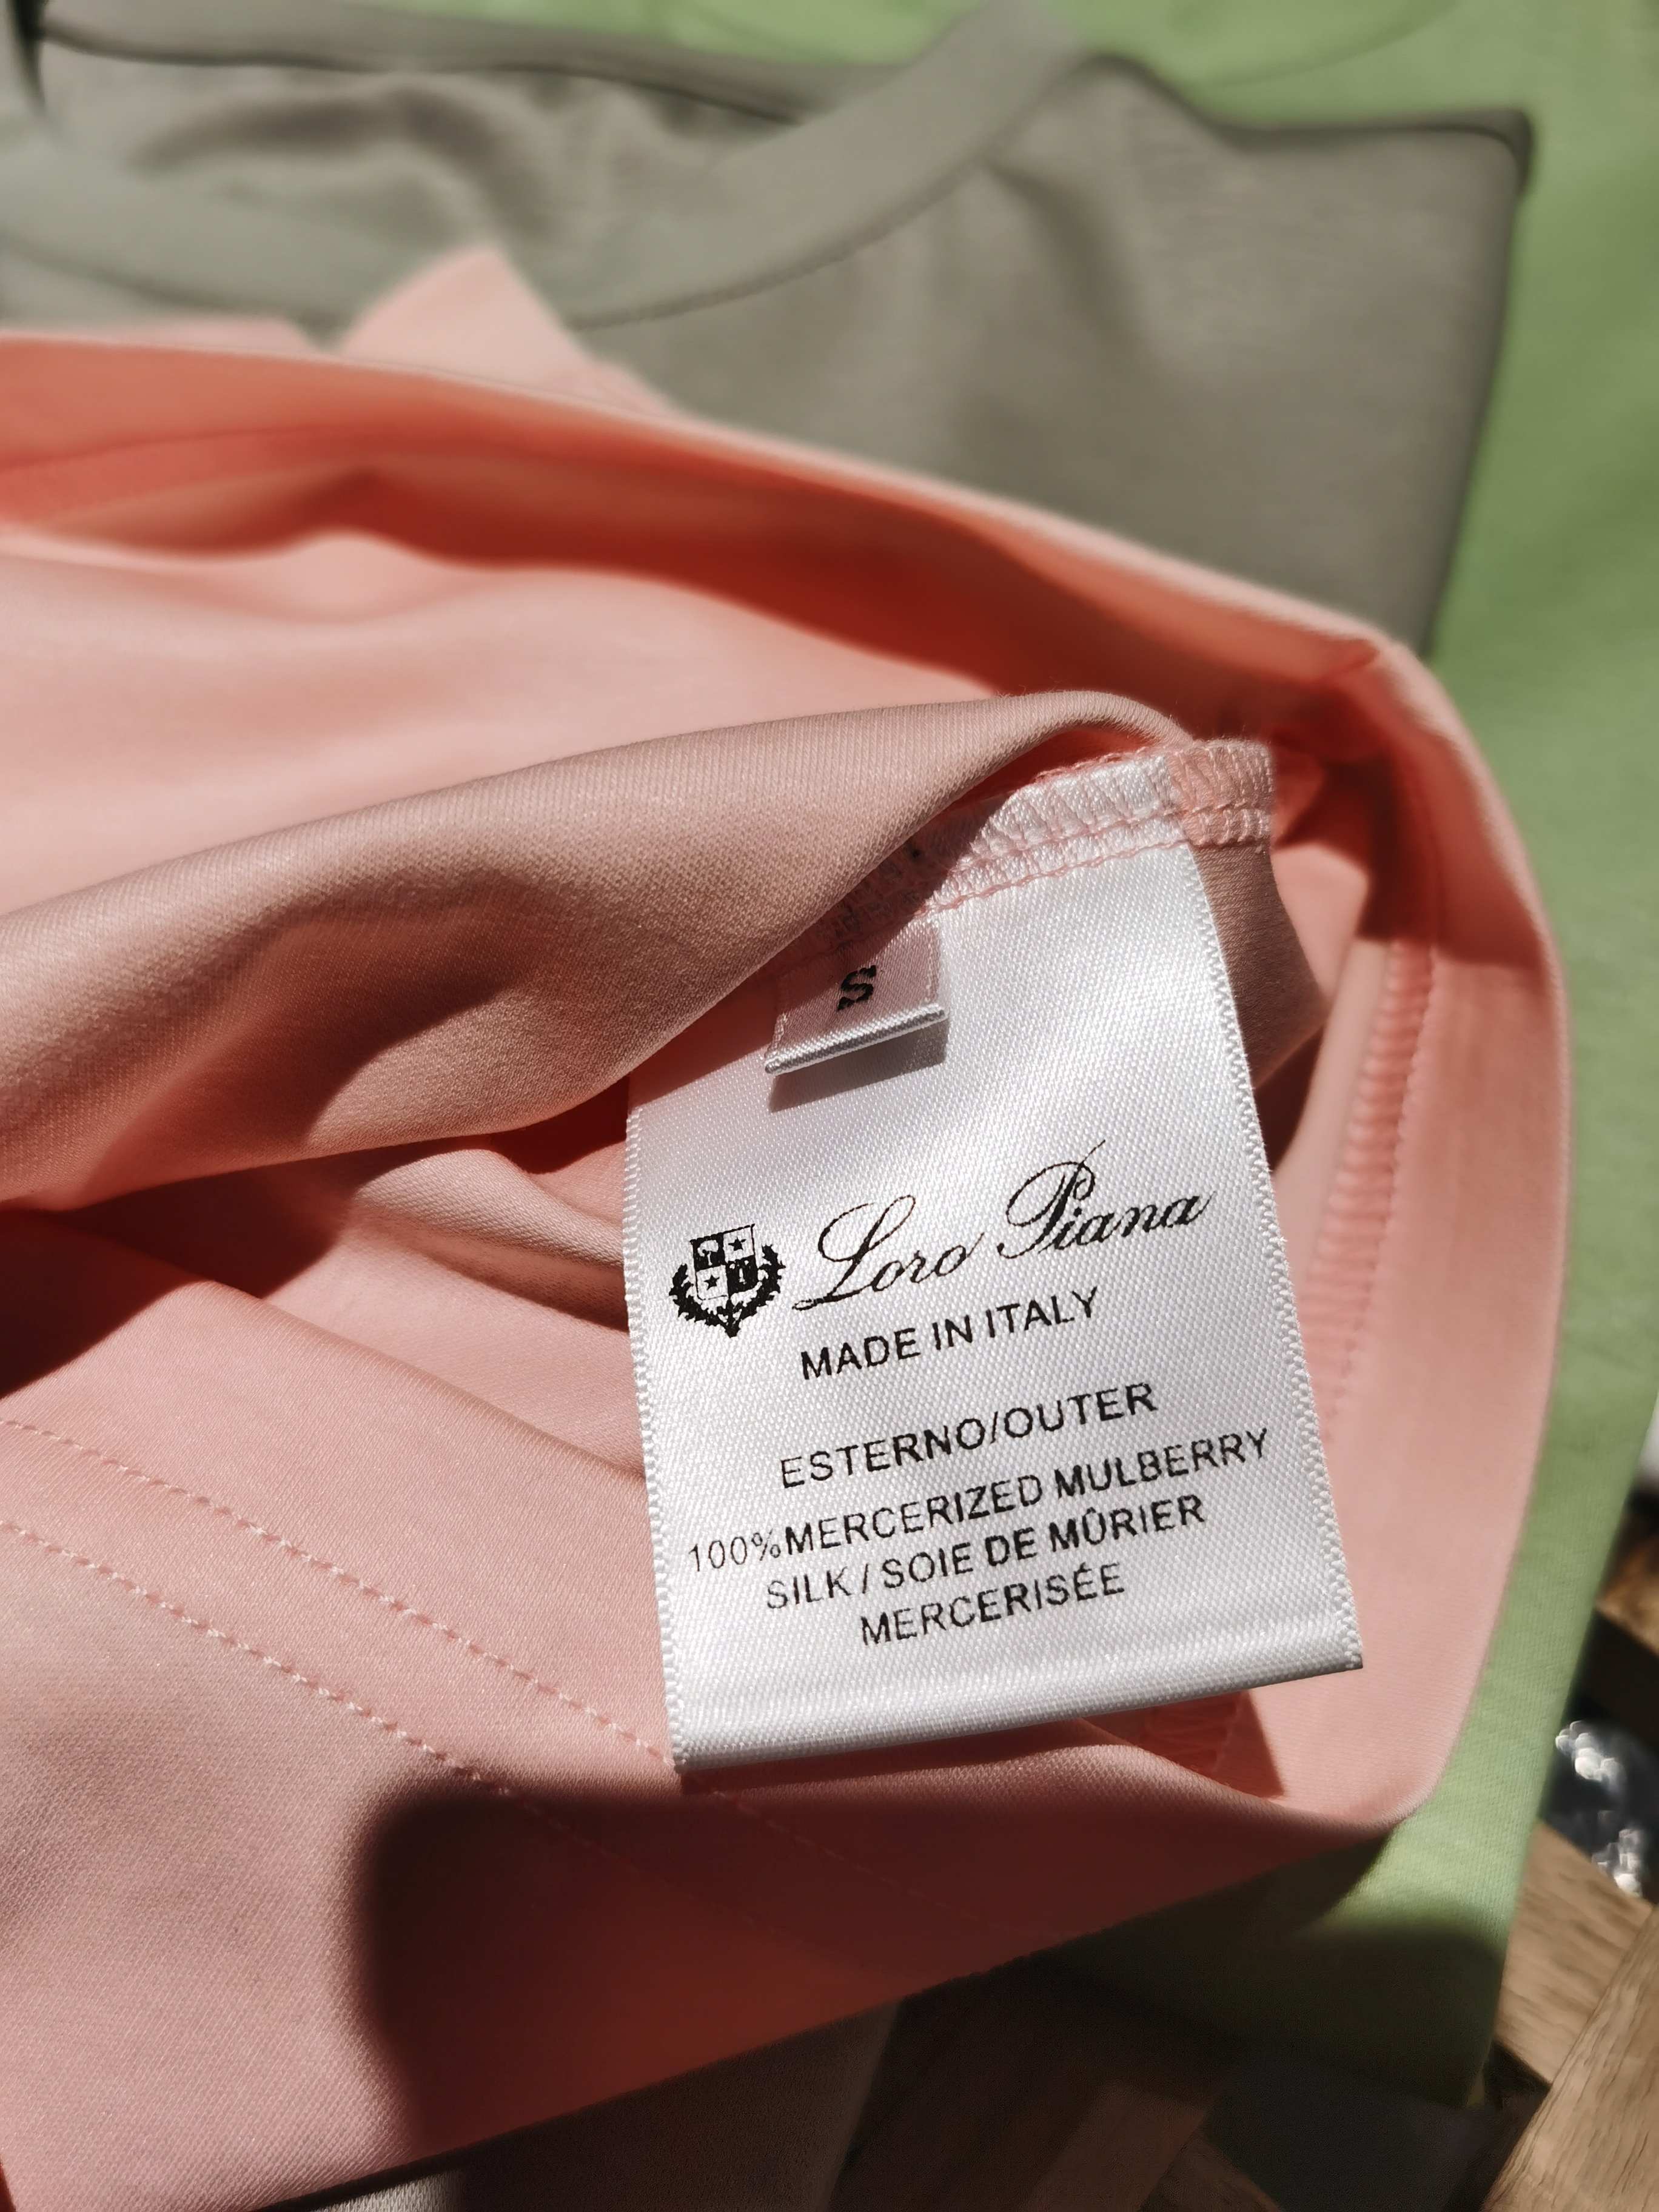 S
Loro Piana
MADE IN ITALY
ESTERNO/OUTER
100%MERCERIZED MULBERRY
SILK/SOIE DE MÛRIER
MERCERISÉE